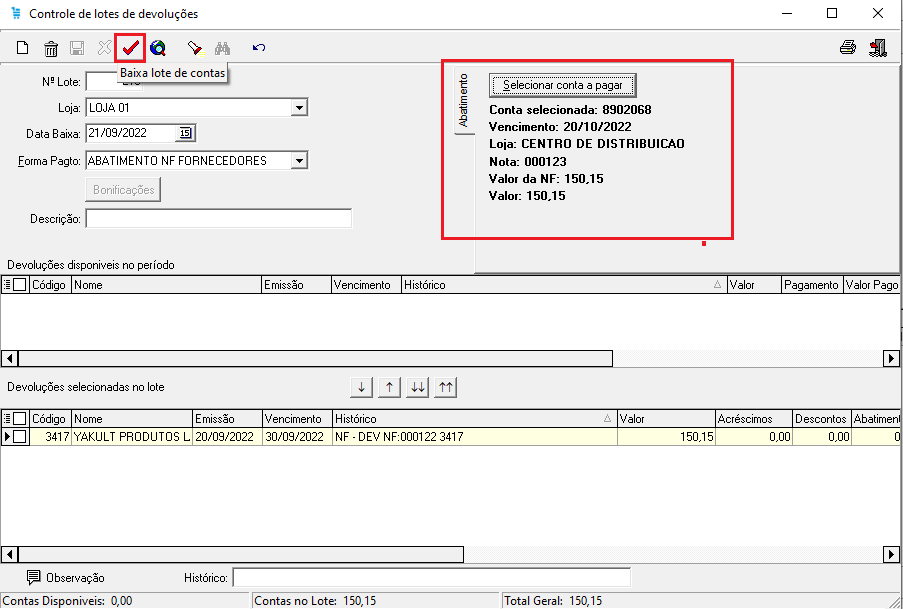 Controle de lotes de devoluções
Baixa lote de contas
Nº Lote:
Loja: LOJA 01
Data Baixa: 21/09/2022 15
Forma Pagto: ABATIMENTO NF FORNECEDORES
Bonificações
Descrição:
Abatimento
Selecionar conta a pagar
Conta selecionada: 8902068
Vencimento: 20/10/2022
Loja: CENTRO DE DISTRIBUICAO
Nota: 000123
Valor da NF: 150,15
Valor: 150,15
Devoluções disponiveis no período
Código Nome Emissão Vencimento Histórico Valor Pagamento Valor Pago
Devoluções selecionadas no lote
Código Nome Emissão Vencimento Histórico Valor Acréscimos Descontos Abatiment
3417 YAKULT PRODUTOS L 20/09/2022 30/09/2022 NF - DEV NF:000122 3417 150,15 0,00 0,00 0
Observação Histórico:
Contas Disponiveis: 0,00 Contas no Lote: 150,15 Total Geral: 150,15